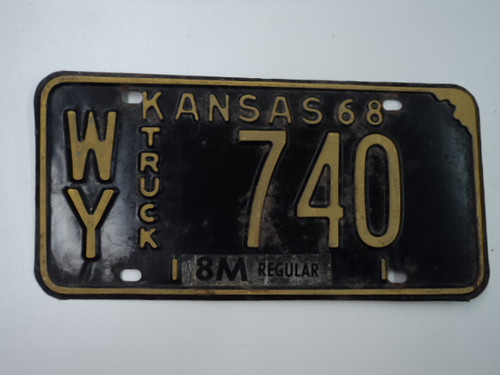 KANSAS 68
WY
TRUCK
740
8M REGULAR